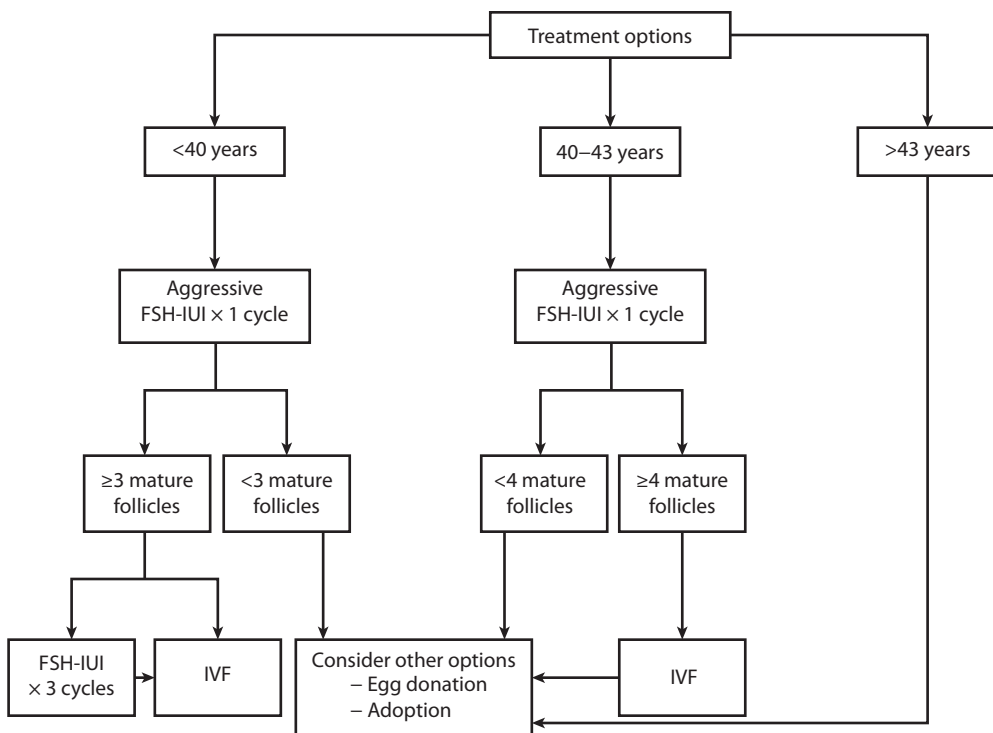 Treatment options
<40 years
40–43 years
>43 years
Aggressive
FSH-IUI × 1 cycle
Aggressive
FSH-IUI × 1 cycle
≥3 mature
follicles
<3 mature
follicles
<4 mature
follicles
≥4 mature
follicles
FSH-IUI
× 3 cycles
IVF
Consider other options
– Egg donation
– Adoption
IVF